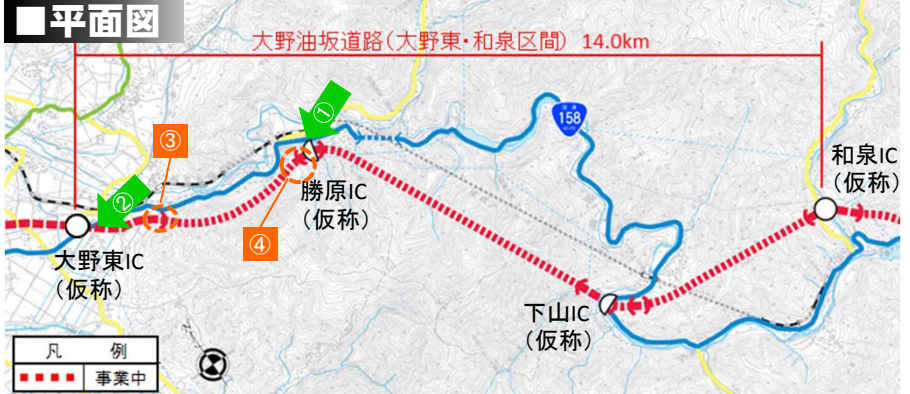 ■平面図
大野油坂道路(大野東・和泉区間) 14.0km
158
①
③
和泉IC
(仮称)
②
勝原IC
(仮称)
④
大野東IC
(仮称)
下山IC
(仮称)
凡 例
事業中